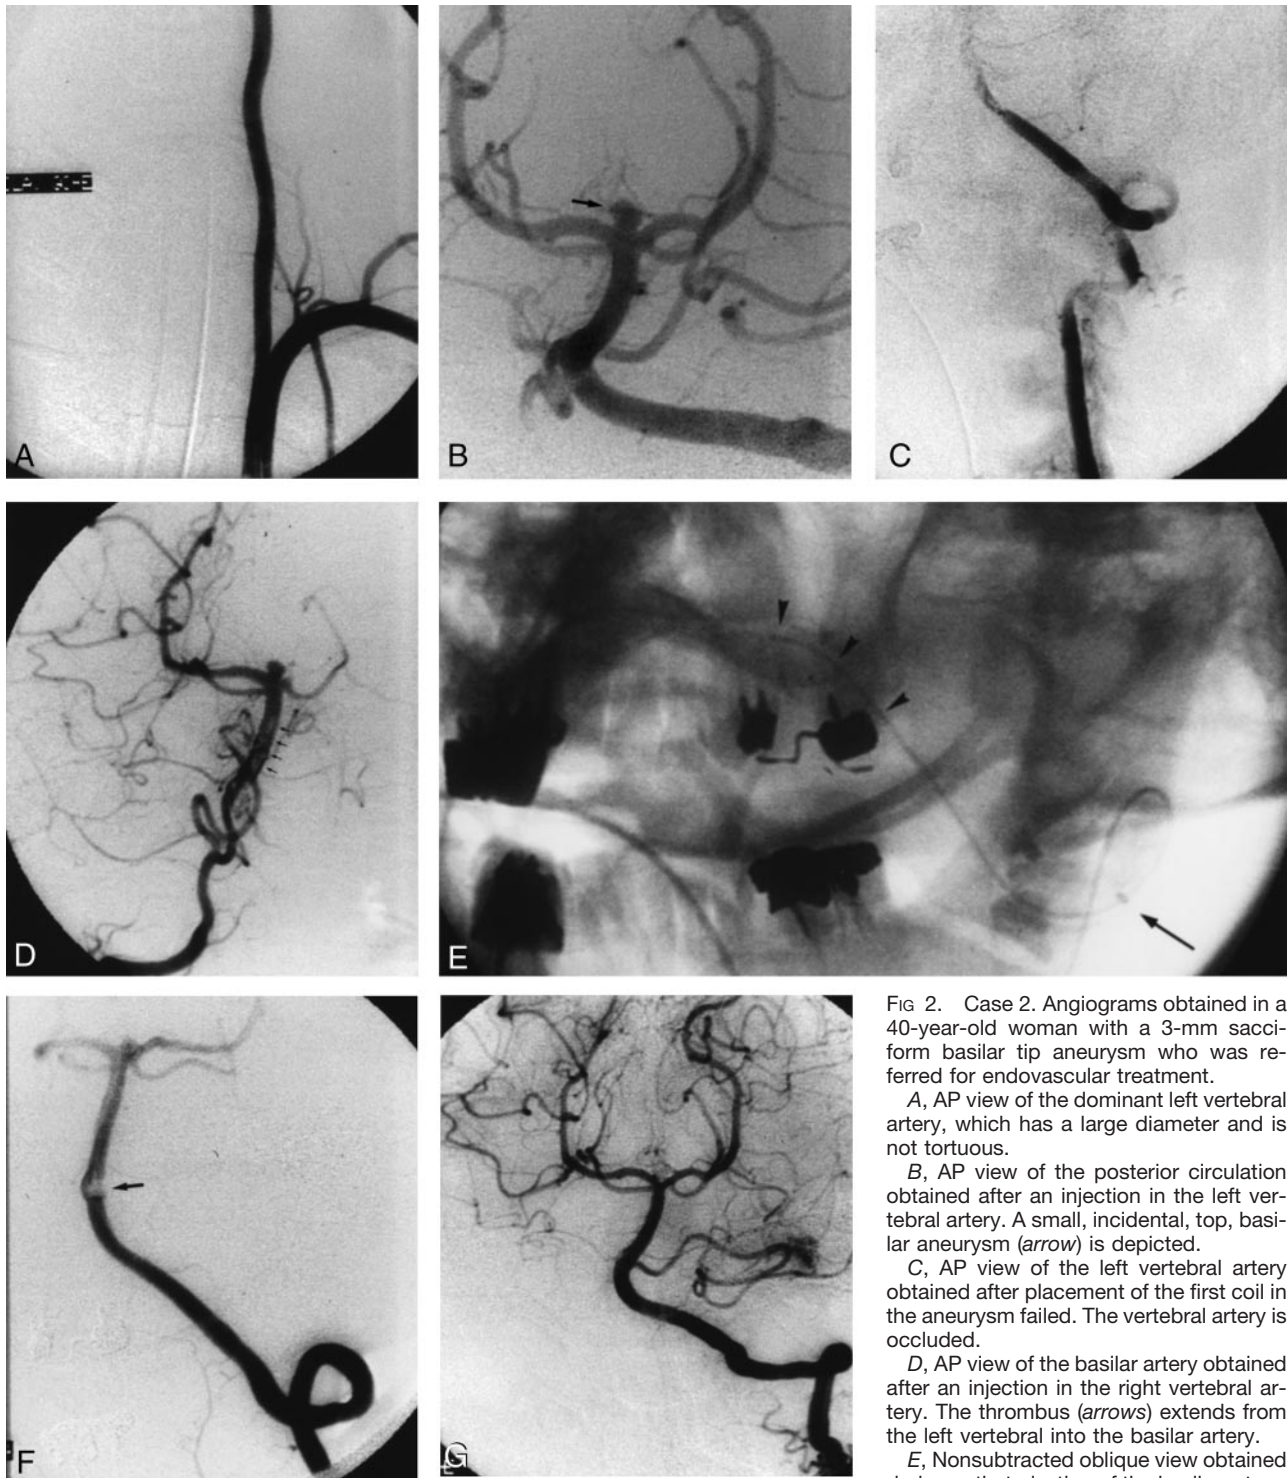 A
B
C
D
E
F
G
FIG 2. Case 2. Angiograms obtained in a
40-year-old woman with a 3-mm sacci-
form basilar tip aneurysm who was re-
ferred for endovascular treatment.
A, AP view of the dominant left vertebral
artery, which has a large diameter and is
not tortuous.
B, AP view of the posterior circulation
obtained after an injection in the left ver-
tebral artery. A small, incidental, top, basi-
lar aneurysm (arrow) is depicted.
C, AP view of the left vertebral artery
obtained after placement of the first coil in
the aneurysm failed. The vertebral artery is
occluded.
D, AP view of the basilar artery obtained
after an injection in the right vertebral ar-
tery. The thrombus (arrows) extends from
the left vertebral into the basilar artery.
E, Nonsubtracted oblique view obtained